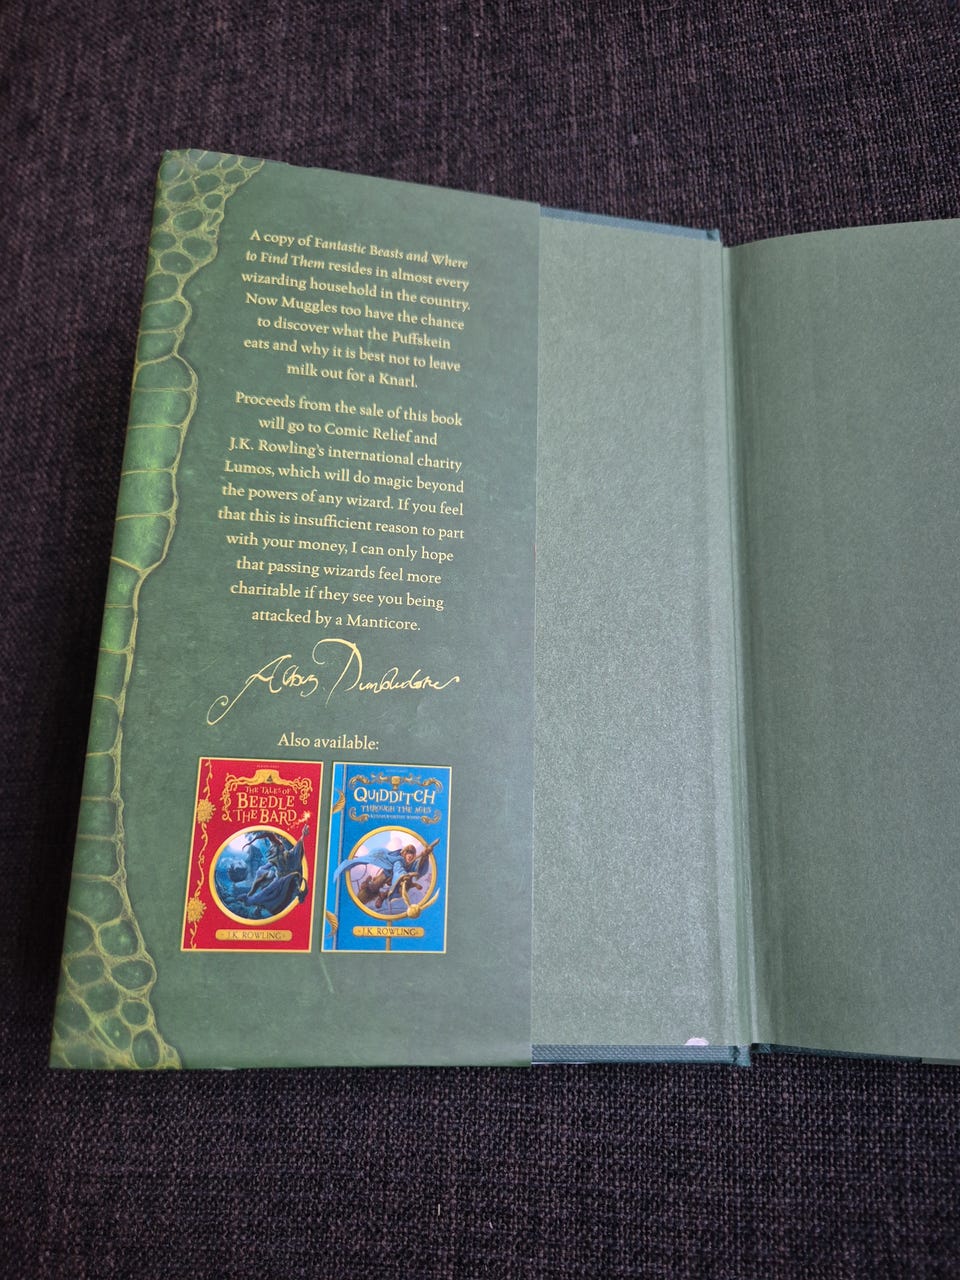 A copy of Fantastic Beasts and Where
to Find Them resides in almost every
wizarding household in the country.
Now Muggles too have the chance
to discover what the Puffskein
eats and why it is best not to leave
milk out for a Knarl.
Proceeds from the sale of this book
will go to Comic Relief and
J.K. Rowling's international charity
Lumos, which will do magic beyond
the powers of any wizard. If you feel
that this is insufficient reason to part
with your money, I can only hope
that passing wizards feel more
charitable if they see you being
attacked by a Manticore.
Albus Dumbledore
Also available:
THE TALES OF
BEEDLE
THE BARD
J.K. ROWLING
QUIDDITCH
THROUGH THE AGES
J.K. ROWLING